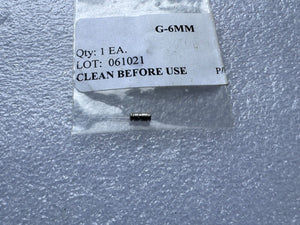 G-6MM
Qty: 1 EA.
LOT: 061021
CLEAN BEFORE USE